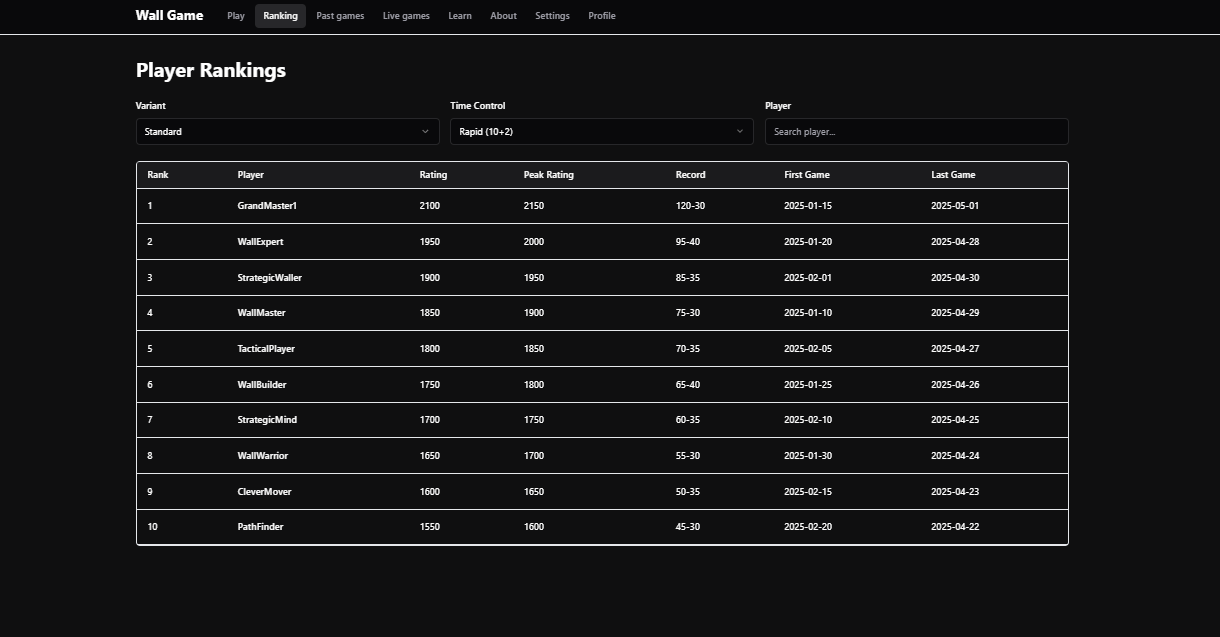 Wall Game Play Ranking Past games Live games Learn About Settings Profile
Player Rankings
Variant Time Control Player
Standard Rapid (10+2) Search player...
Rank Player Rating Peak Rating Record First Game Last Game
1 GrandMaster1 2100 2150 120-30 2025-01-15 2025-05-01
2 WallExpert 1950 2000 95-40 2025-01-20 2025-04-28
3 StrategicWaller 1900 1950 85-35 2025-02-01 2025-04-30
4 WallMaster 1850 1900 75-30 2025-01-10 2025-04-29
5 TacticalPlayer 1800 1850 70-35 2025-02-05 2025-04-27
6 WallBuilder 1750 1800 65-40 2025-01-25 2025-04-26
7 StrategicMind 1700 1750 60-35 2025-02-10 2025-04-25
8 WallWarrior 1650 1700 55-30 2025-01-30 2025-04-24
9 CleverMover 1600 1650 50-35 2025-02-15 2025-04-23
10 PathFinder 1550 1600 45-30 2025-02-20 2025-04-22